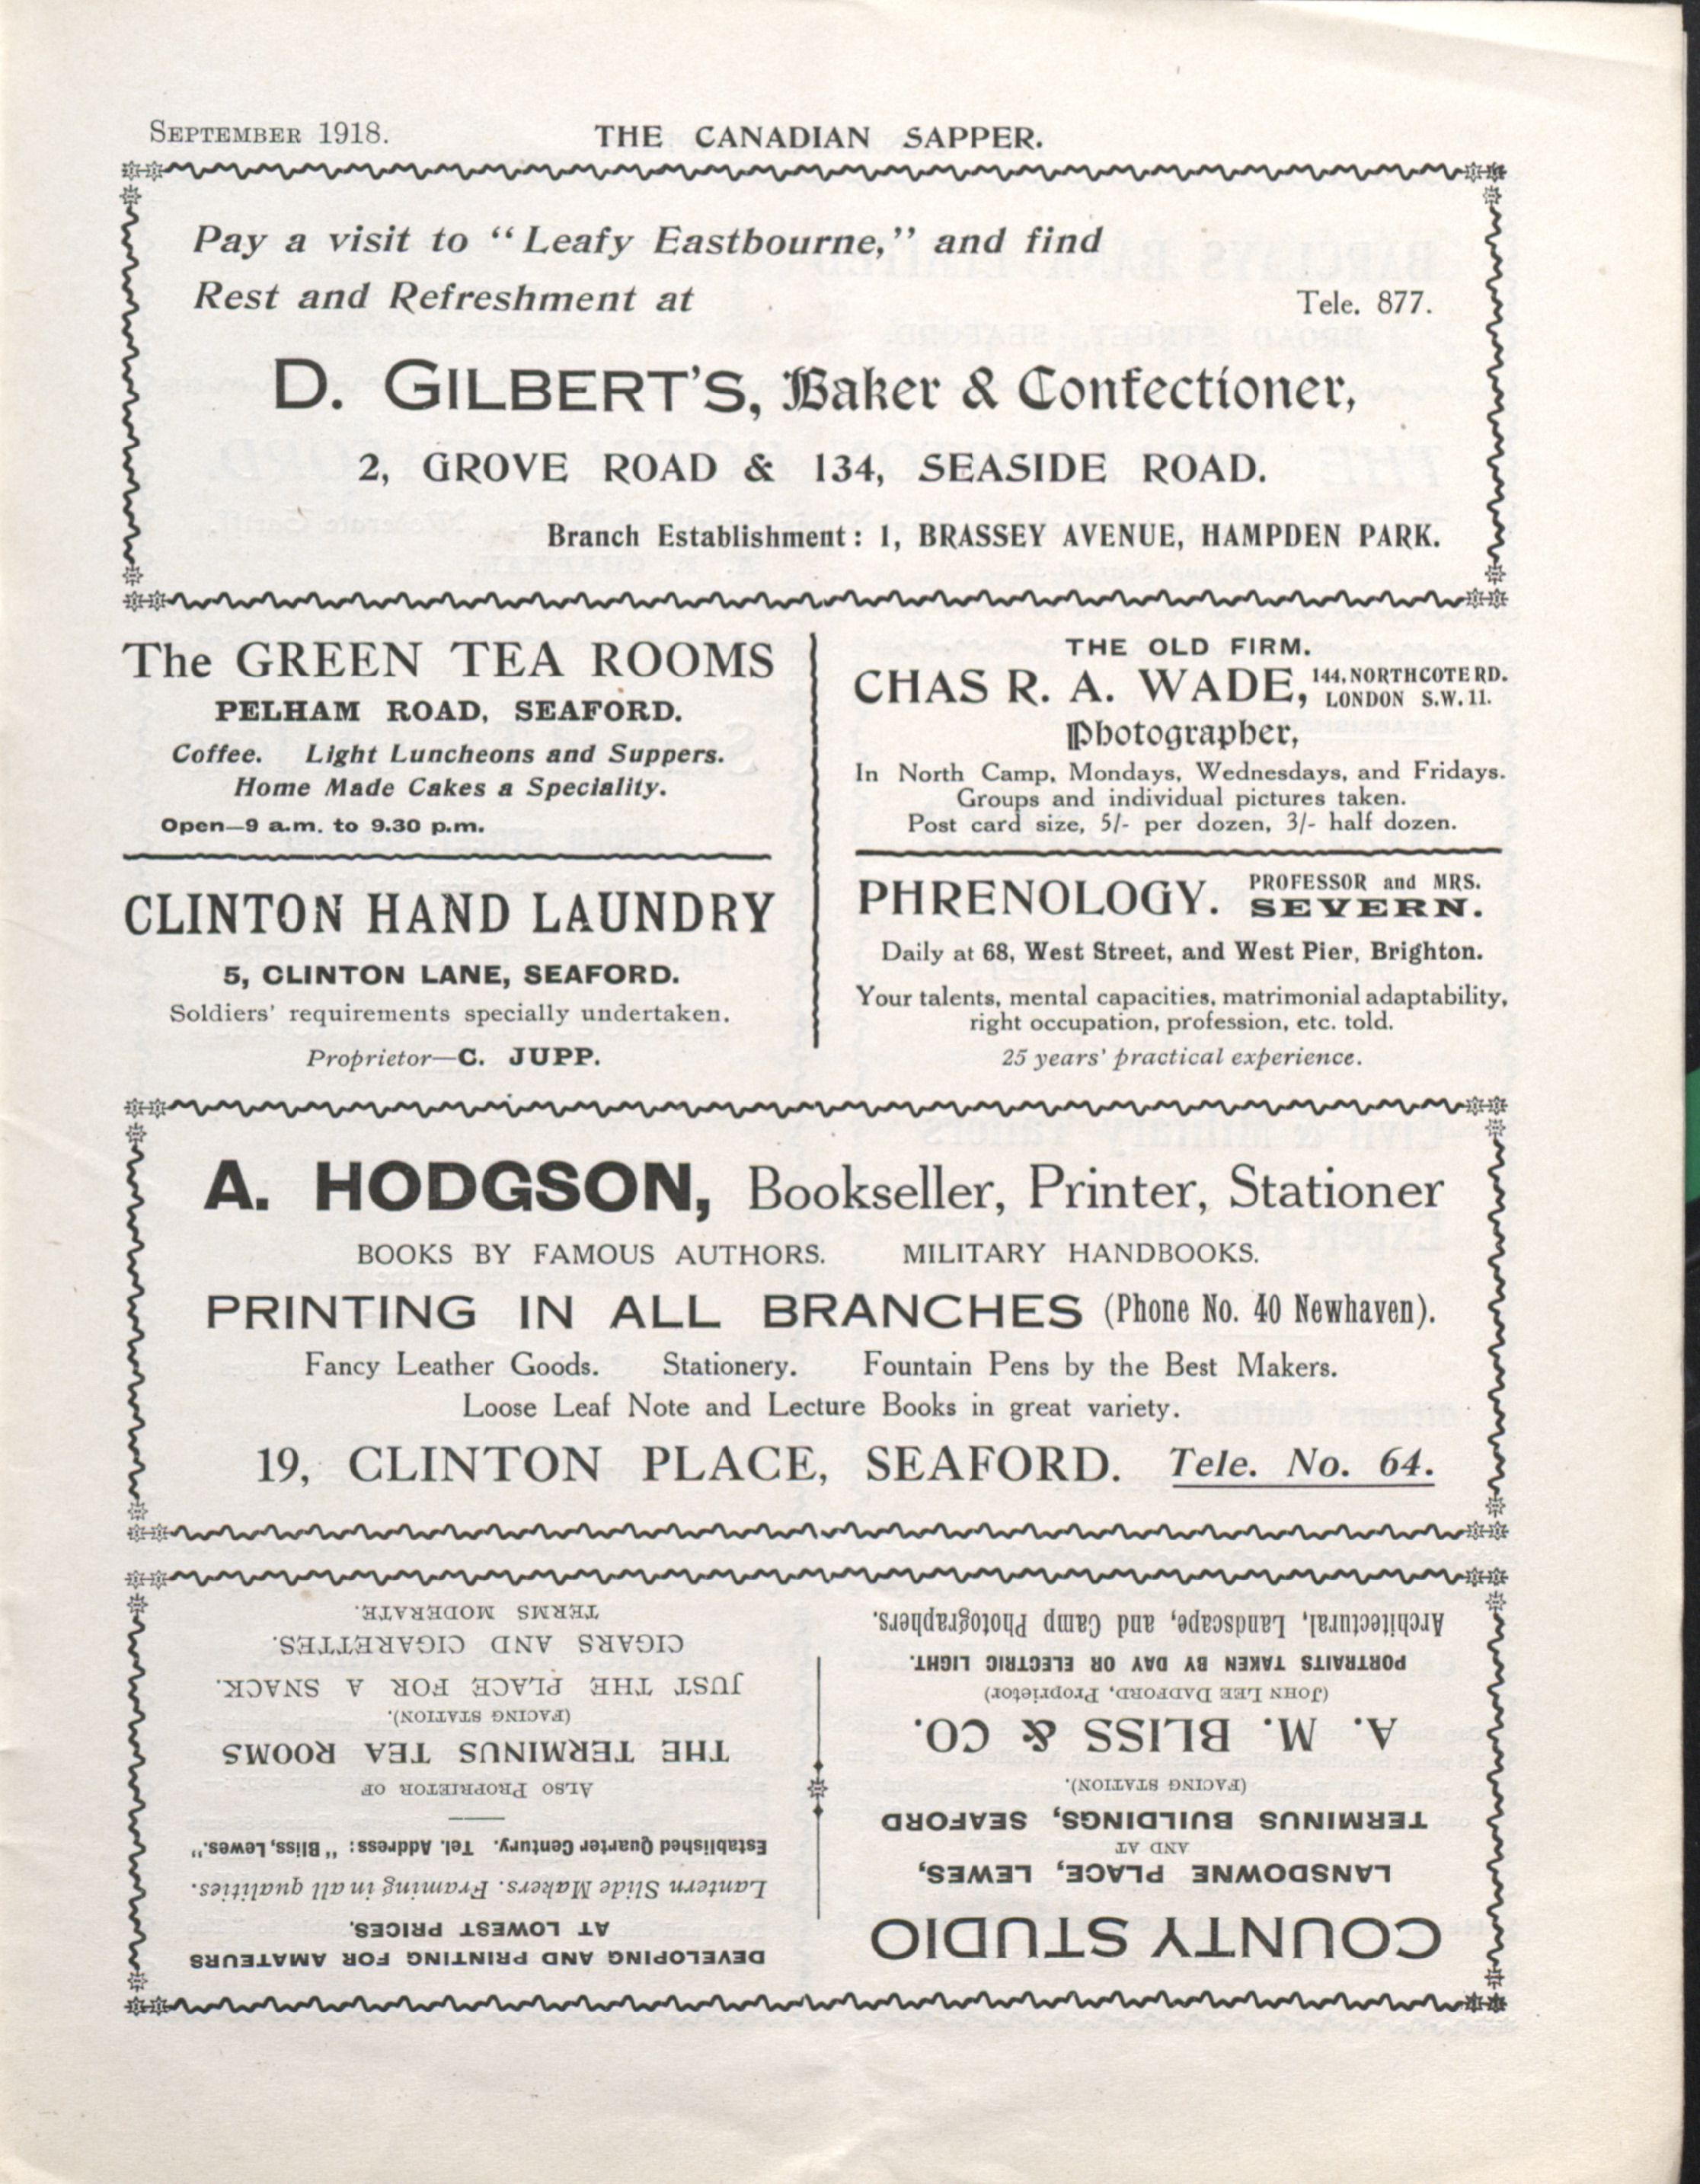 SEPTEMBER 1918.
THE CANADIAN SAPPER.
Pay a visit to “Leafy Eastbourne,” and find
Rest and Refreshment at
Tele. 877.
D. GILBERT'S, Baker & Confectioner,
2, GROVE ROAD & 134, SEASIDE ROAD.
Branch Establishment: 1, BRASSEY AVENUE, HAMPDEN PARK.
The GREEN TEA ROOMS
PELHAM ROAD, SEAFORD.
Coffee. Light Luncheons and Suppers.
Home Made Cakes a Speciality.
Open—9 a.m. to 9.30 p.m.
CLINTON HAND LAUNDRY
5, CLINTON LANE, SEAFORD.
Soldiers' requirements specially undertaken.
Proprietor—C. JUPP.
THE OLD FIRM.
CHAS R. A. WADE, 144, NORTHCOTE RD.
LONDON S.W. 11.
Photographer,
In North Camp, Mondays, Wednesdays, and Fridays.
Groups and individual pictures taken.
Post card size, 5/- per dozen, 3/- half dozen.
PHRENOLOGY. PROFESSOR and MRS.
SEVERN.
Daily at 68, West Street, and West Pier, Brighton.
Your talents, mental capacities, matrimonial adaptability,
right occupation, profession, etc. told.
25 years' practical experience.
A. HODGSON, Bookseller, Printer, Stationer
BOOKS BY FAMOUS AUTHORS. MILITARY HANDBOOKS.
PRINTING IN ALL BRANCHES (Phone No. 40 Newhaven).
Fancy Leather Goods. Stationery. Fountain Pens by the Best Makers.
Loose Leaf Note and Lecture Books in great variety.
19, CLINTON PLACE, SEAFORD. Tele. No. 64.
COUNTY STUDIO
LANSDOWNE PLACE, LEWES,
AND AT
TERMINUS BUILDINGS, SEAFORD
(FACING STATION).
A. M. BLISS & CO.
(JOHN LEE DADFORD, Proprietor)
PORTRAITS TAKEN BY DAY OR ELECTRIC LIGHT.
Architectural, Landscape, and Camp Photographers.
DEVELOPING AND PRINTING FOR AMATEURS
AT LOWEST PRICES.
Lantern Slide Makers. Framing in all qualities.
Established Quarter Century. Tel. Address: “Bliss, Lewes.”
ALSO PROPRIETOR OF
THE TERMINUS TEA ROOMS
(FACING STATION).
JUST THE PLACE FOR A SNACK.
CIGARS AND CIGARETTES.
TERMS MODERATE.